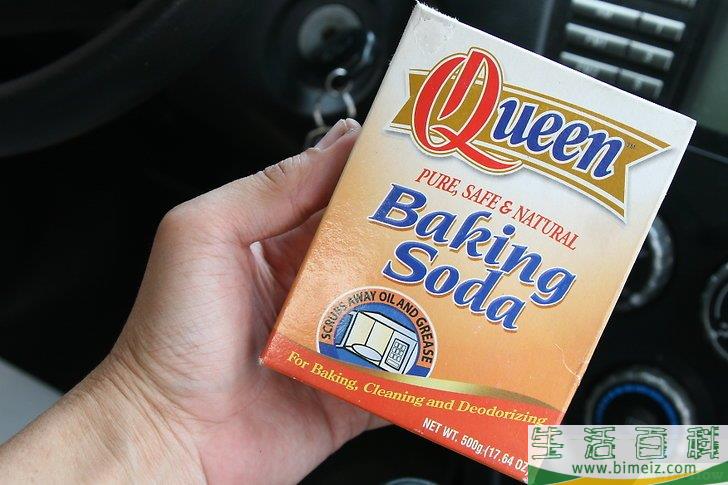 Queen™
PURE, SAFE & NATURAL
Baking
Soda
SCRUBS AWAY OIL AND GREASE
For Baking, Cleaning and Deodorizing
NET WT. 500g.(17.64 OZ
生活百科
www.bimeiz.com